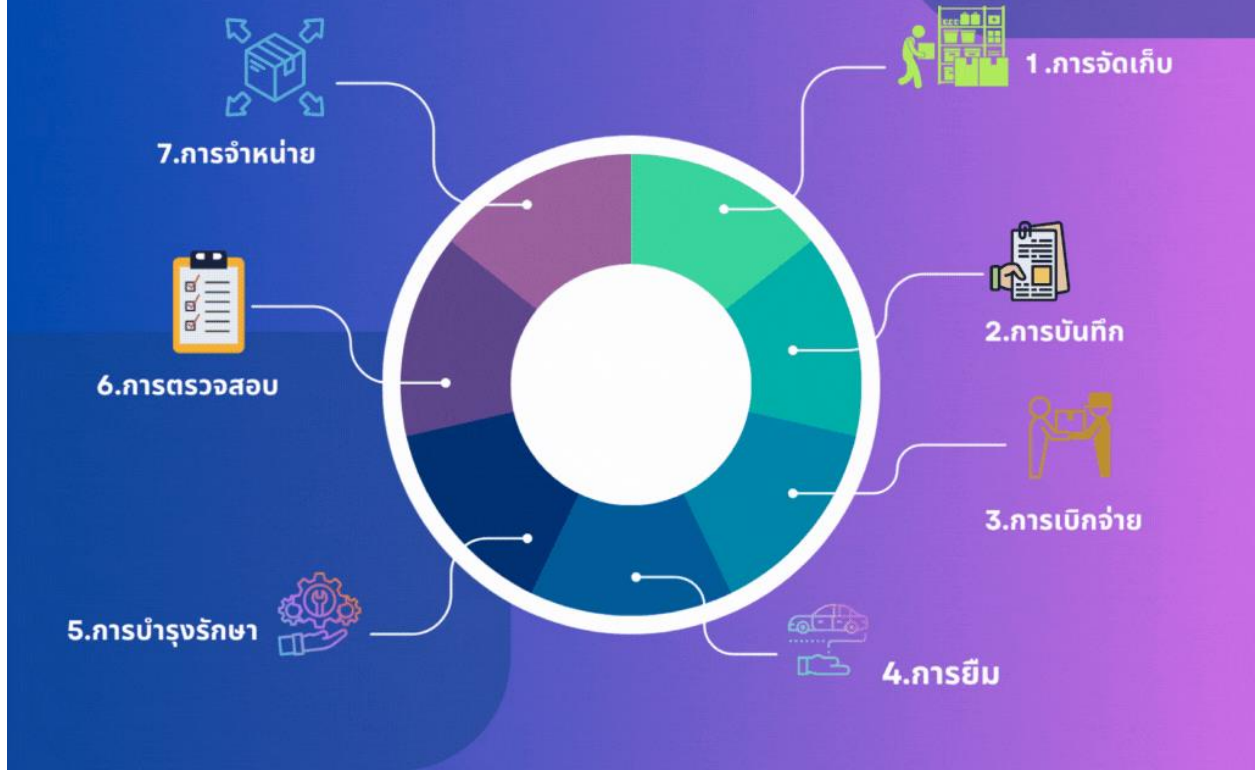 1 .การจัดเก็บ
2.การบันทึก
3.การเบิกจ่าย
4.การยืม
5.การบำรุงรักษา
6.การตรวจสอบ
7.การจำหน่าย